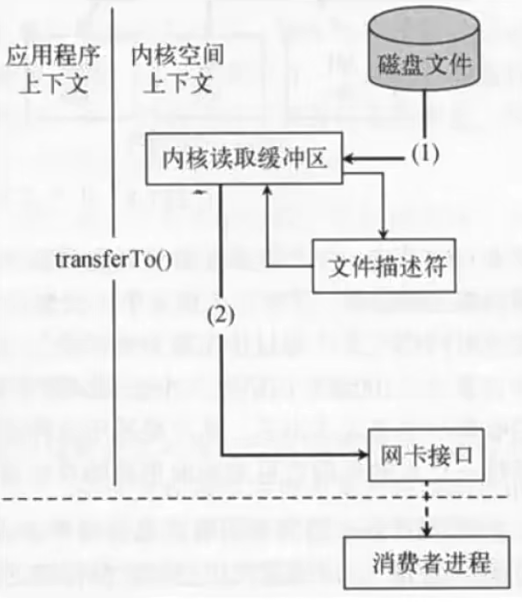 应用程序
上下文
内核空间
上下文
磁盘文件
(1)
内核读取缓冲区
transferTo()
文件描述符
(2)
网卡接口
消费者进程